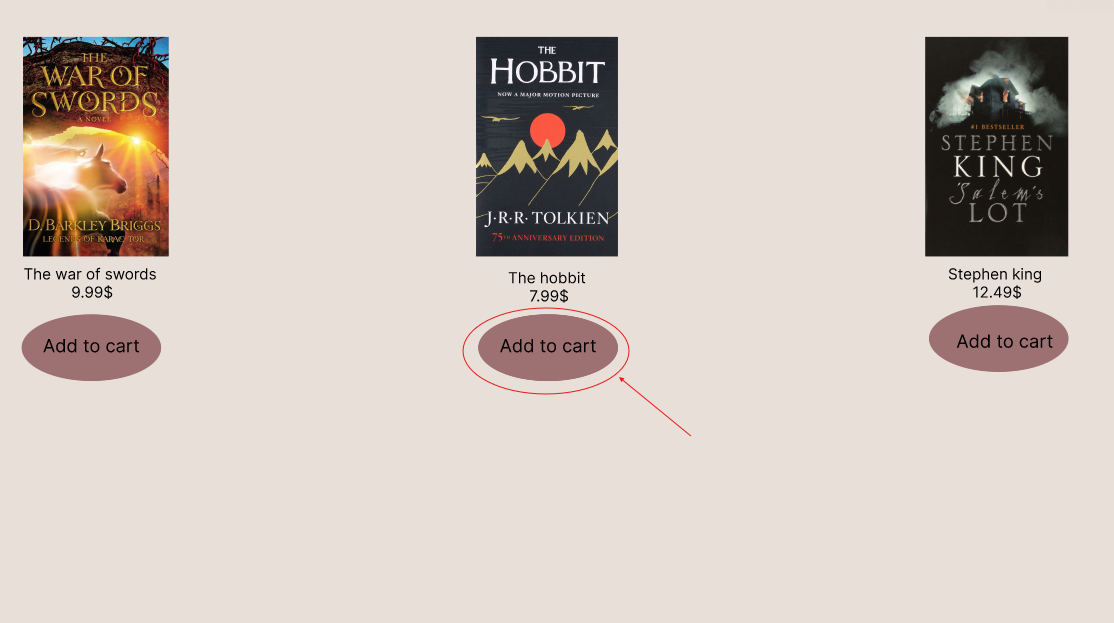 THE
WAR OF
SWORDS
A NOVEL
D. BARKLEY BRIGGS
LEGENDS OF KARAC TOR
The war of swords
9.99$
Add to cart
THE
HOBBIT
NOW A MAJOR MOTION PICTURE
J·R·R·TOLKIEN
75TH ANNIVERSARY EDITION
The hobbit
7.99$
Add to cart
#1 BESTSELLER
STEPHEN
KING
'Salem's
LOT
Stephen king
12.49$
Add to cart